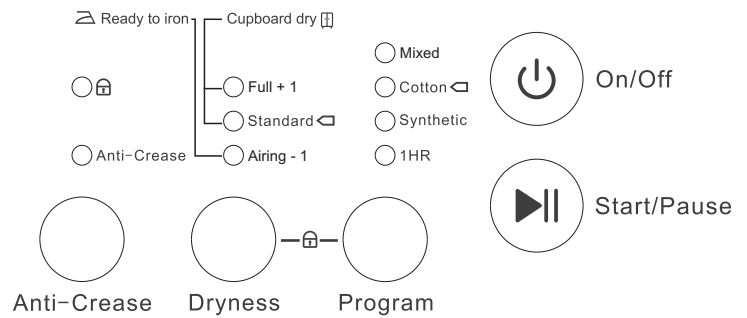 Ready to iron
Cupboard dry
Mixed
Full + 1
Cotton
Standard
Synthetic
Anti-Crease
Airing - 1
1HR
On/Off
Start/Pause
Anti-Crease
Dryness
Program